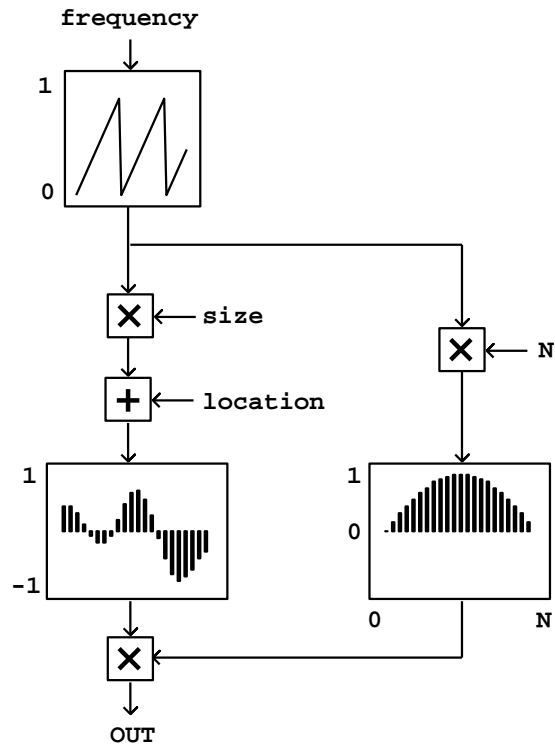 frequency
1
0
× size
× N
+ location
1
-1
1
0
0 N
×
OUT